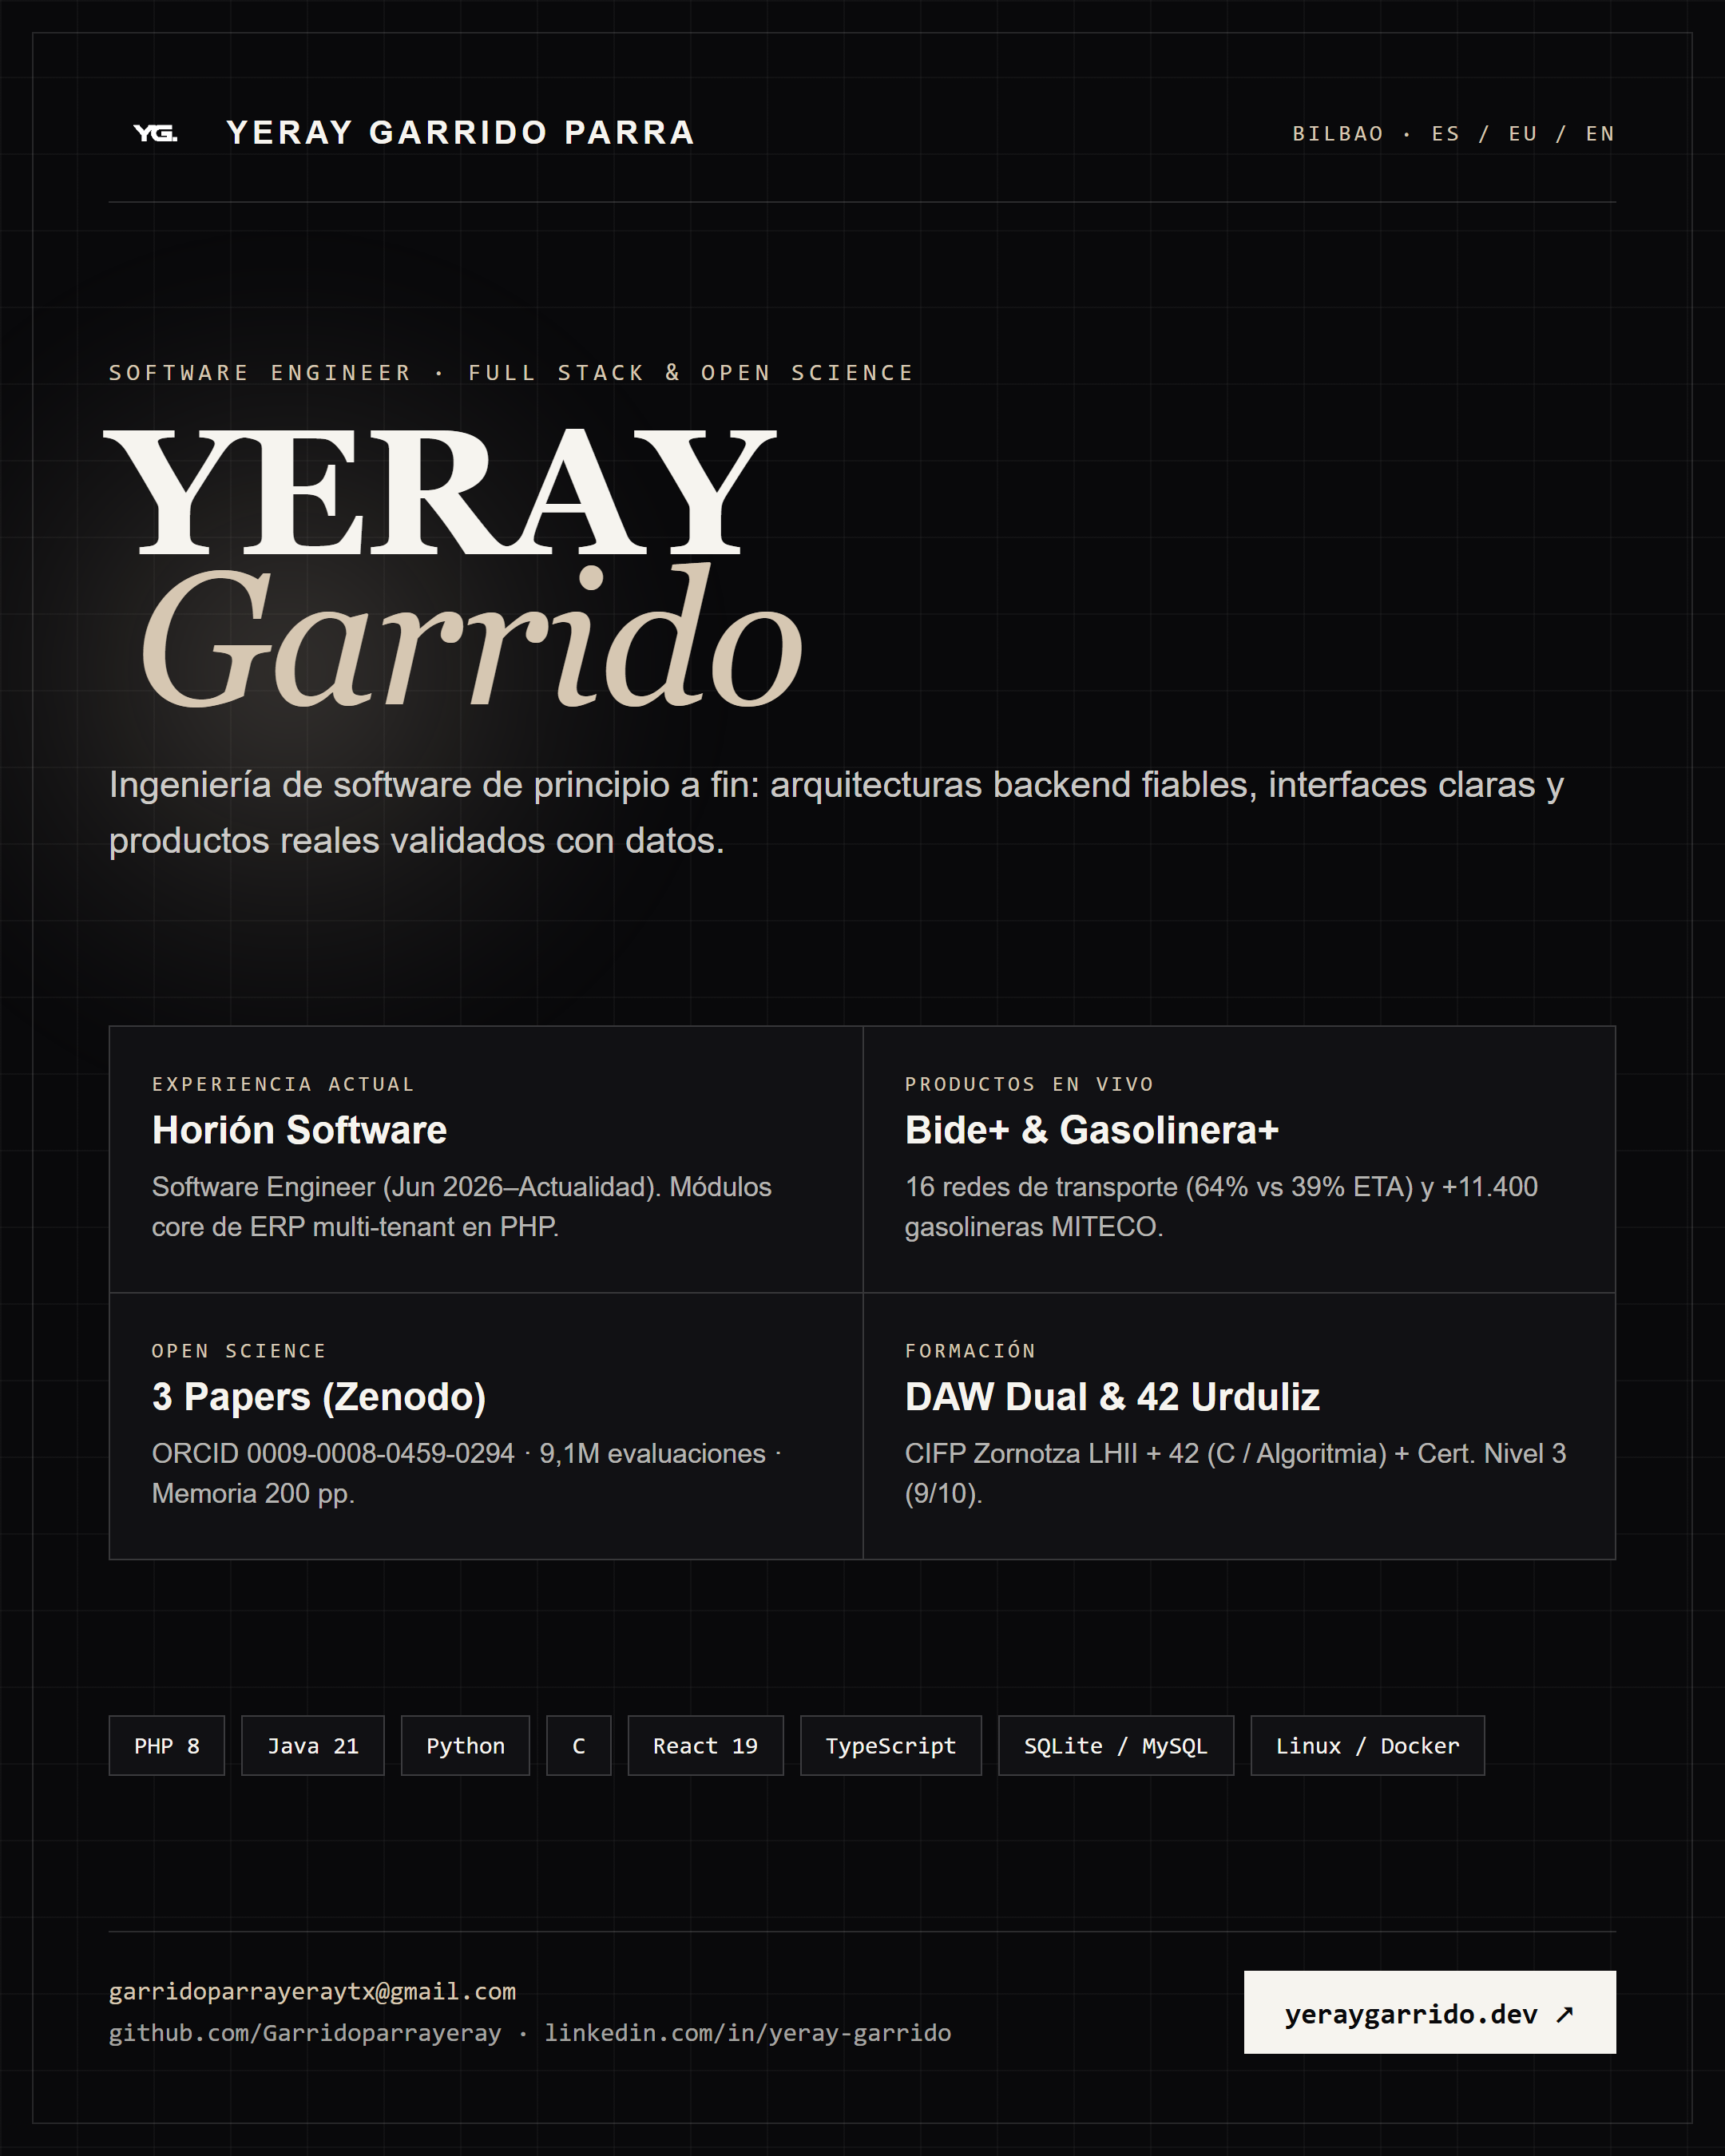 YG. YERAY GARRIDO PARRA
BILBAO · ES / EU / EN
SOFTWARE ENGINEER · FULL STACK & OPEN SCIENCE
YERAY
Garrido
Ingeniería de software de principio a fin: arquitecturas backend fiables, interfaces claras y
productos reales validados con datos.
EXPERIENCIA ACTUAL
Horión Software
Software Engineer (Jun 2026–Actualidad). Módulos
core de ERP multi-tenant en PHP.
PRODUCTOS EN VIVO
Bide+ & Gasolinera+
16 redes de transporte (64% vs 39% ETA) y +11.400
gasolineras MITECO.
OPEN SCIENCE
3 Papers (Zenodo)
ORCID 0009-0008-0459-0294 · 9,1M evaluaciones ·
Memoria 200 pp.
FORMACIÓN
DAW Dual & 42 Urduliz
CIFP Zornotza LHII + 42 (C / Algoritmia) + Cert. Nivel 3
(9/10).
PHP 8
Java 21
Python
C
React 19
TypeScript
SQLite / MySQL
Linux / Docker
garridoparrayeraytx@gmail.com
github.com/Garridoparrayeray · linkedin.com/in/yeray-garrido
yeraygarrido.dev ↗